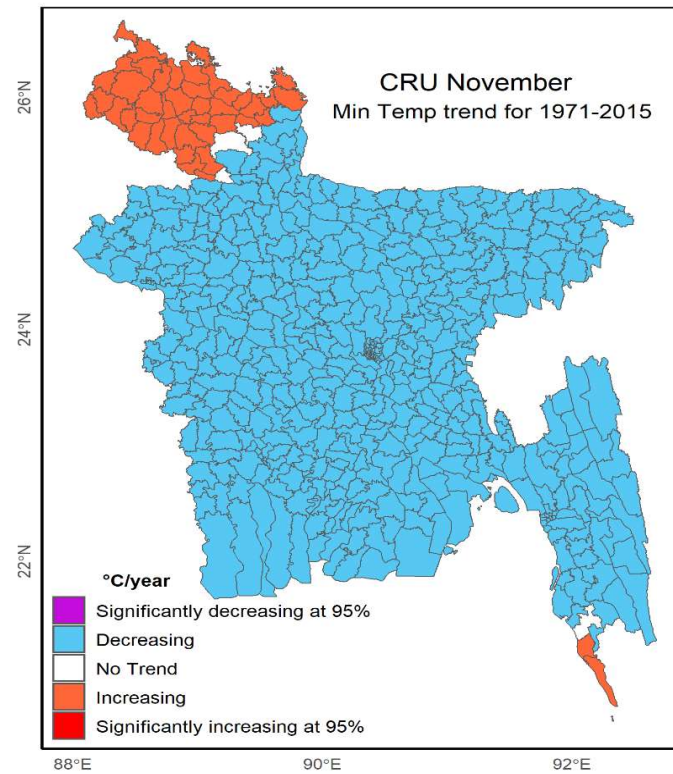 CRU November
Min Temp trend for 1971-2015
26°N
24°N
22°N
°C/year
Significantly decreasing at 95%
Decreasing
No Trend
Increasing
Significantly increasing at 95%
88°E
90°E
92°E